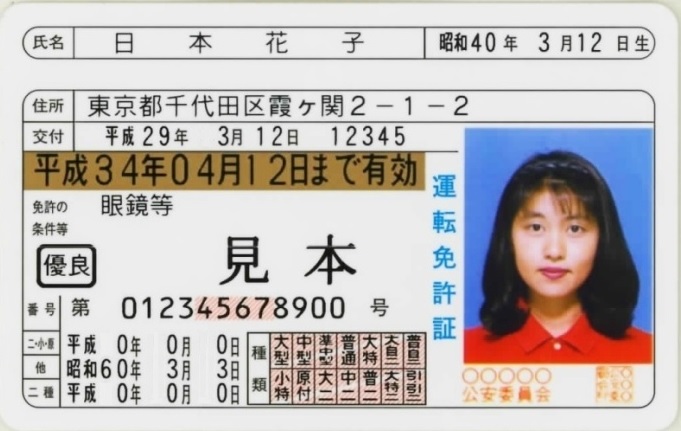 氏名 日本花子 昭和40年 3月12日生
住所 東京都千代田区霞ヶ関2-1-2
交付 平成29年 3月12日 12345
平成34年04月12日まで有効
免許の
条件等
眼鏡等
優良
見本
番号 第 012345678900 号
二・小・原 平成 0年 0月 0日
他 昭和60年 3月 3日
二種 平成 0年 0月 0日
種類
大型 中型 準中型 普通 大特 大自二 普自二
小特 原付 大二 中二 普二 大特二 引引二
運転免許証
○○○○○
公安委員会